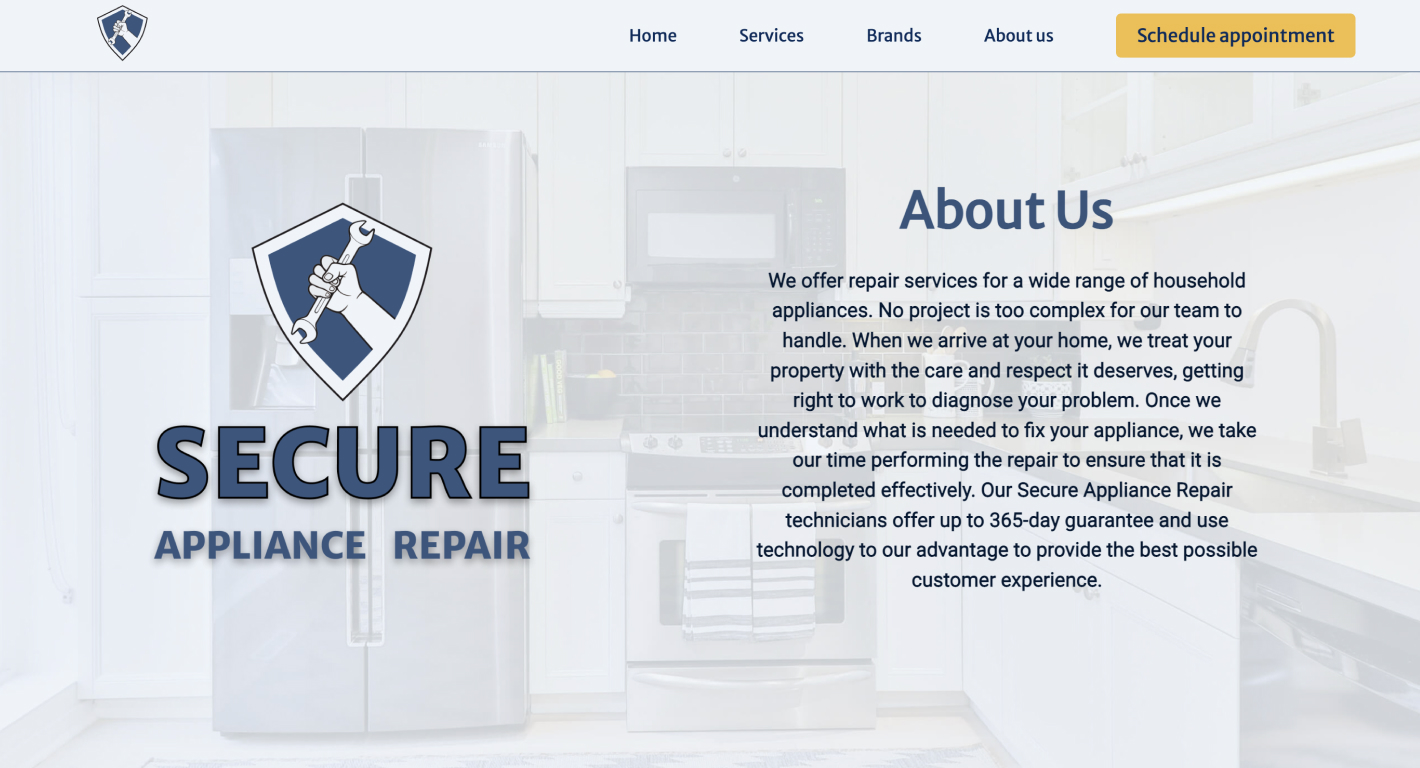 Home Services Brands About us Schedule appointment
SECURE
APPLIANCE REPAIR
About Us
We offer repair services for a wide range of household
appliances. No project is too complex for our team to
handle. When we arrive at your home, we treat your
property with the care and respect it deserves, getting
right to work to diagnose your problem. Once we
understand what is needed to fix your appliance, we take
our time performing the repair to ensure that it is
completed effectively. Our Secure Appliance Repair
technicians offer up to 365-day guarantee and use
technology to our advantage to provide the best possible
customer experience.